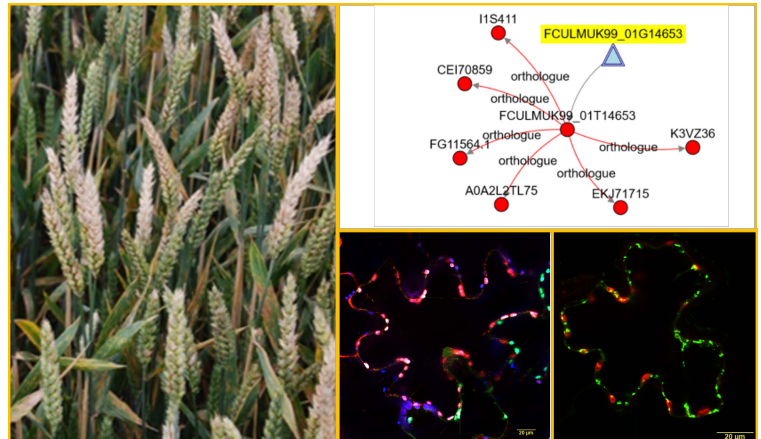 I1S411
FCULMUK99_01G14653
CEI70859
orthologue
orthologue
FCULMUK99_01T14653
FG11564.1
orthologue
orthologue
K3VZ36
orthologue
orthologue
A0A2L2TL75
EKJ71715
20 µm
20 µm